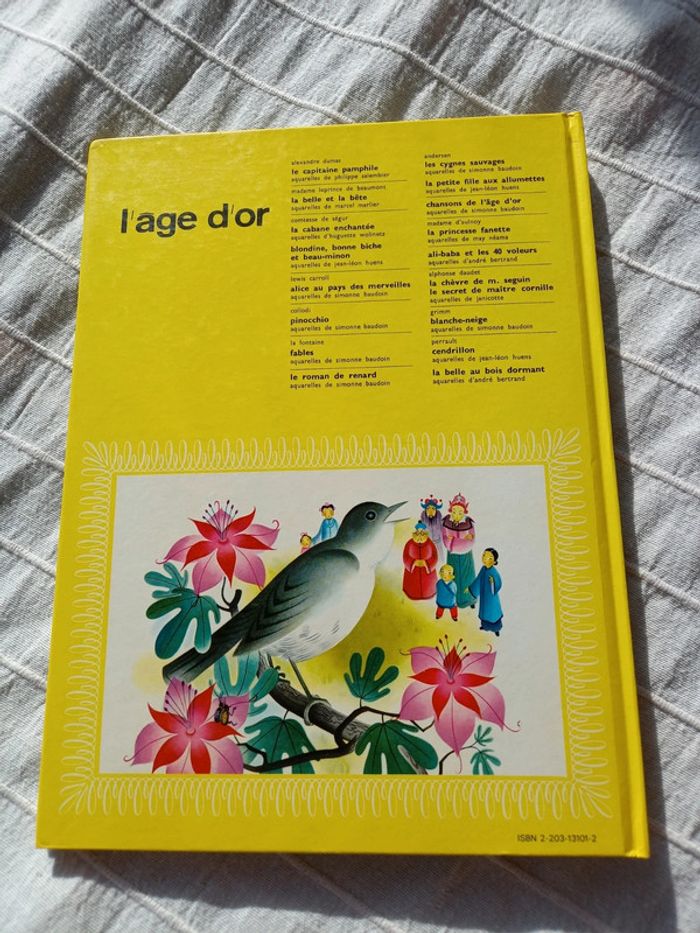 l'age d'or
alexandre dumas
le capitaine pamphile
aquarelles de philippe salembier
madame leprince de beaumont
la belle et la bête
aquarelles de marcel marlier
comtesse de ségur
la cabane enchantée
aquarelles d'huguette wolinetz
blondine, bonne biche
et beau-minon
aquarelles de jean-léon huens
lewis carroll
alice au pays des merveilles
aquarelles de simonne baudoin
collodi
pinocchio
aquarelles de simonne baudoin
la fontaine
fables
aquarelles de simonne baudoin
le roman de renard
aquarelles de simonne baudoin
andersen
les cygnes sauvages
aquarelles de simonne baudoin
la petite fille aux allumettes
aquarelles de jean-léon huens
chansons de l'âge d'or
aquarelles de simonne baudoin
madame d'aulnoy
la princesse fanette
aquarelles de may néama
ali-baba et les 40 voleurs
aquarelles d'andré bertrand
alphonse daudet
la chèvre de m. seguin
le secret de maître cornille
aquarelles de janicotte
grimm
blanche-neige
aquarelles de simonne baudoin
perrault
cendrillon
aquarelles de jean-léon huens
la belle au bois dormant
aquarelles d'andré bertrand
ISBN 2-203-13101-2